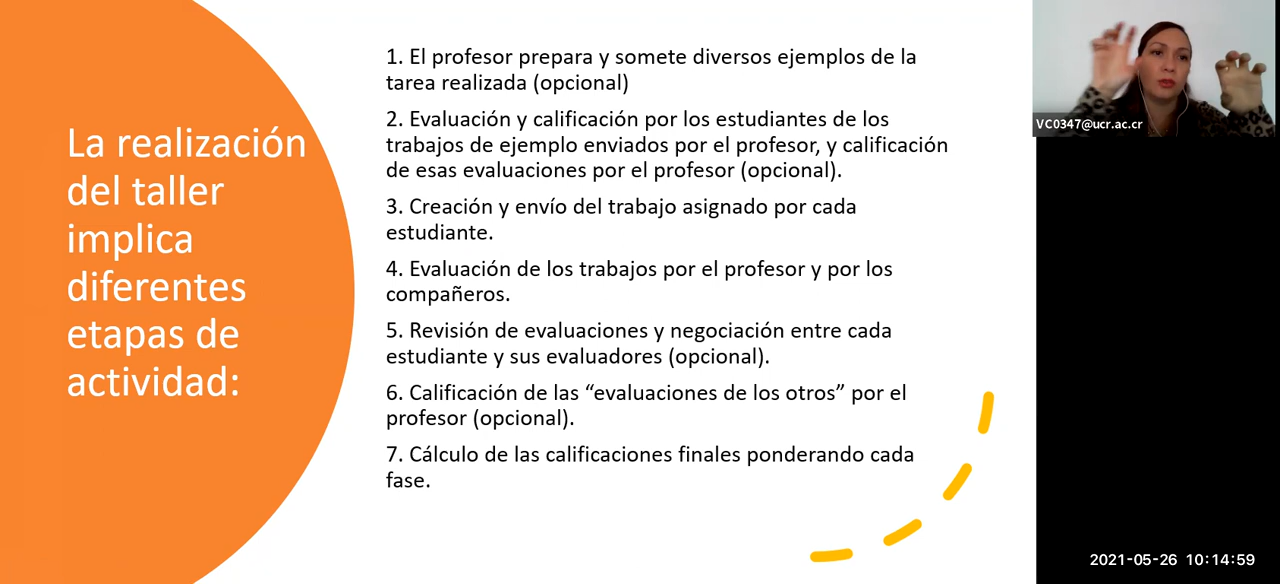 La realización
del taller
implica
diferentes
etapas de
actividad:
1. El profesor prepara y somete diversos ejemplos de la
tarea realizada (opcional)
2. Evaluación y calificación por los estudiantes de los
trabajos de ejemplo enviados por el profesor, y calificación
de esas evaluaciones por el profesor (opcional).
3. Creación y envío del trabajo asignado por cada
estudiante.
4. Evaluación de los trabajos por el profesor y por los
compañeros.
5. Revisión de evaluaciones y negociación entre cada
estudiante y sus evaluadores (opcional).
6. Calificación de las “evaluaciones de los otros” por el
profesor (opcional).
7. Cálculo de las calificaciones finales ponderando cada
fase.
VC0347@ucr.ac.cr
2021-05-26 10:14:59